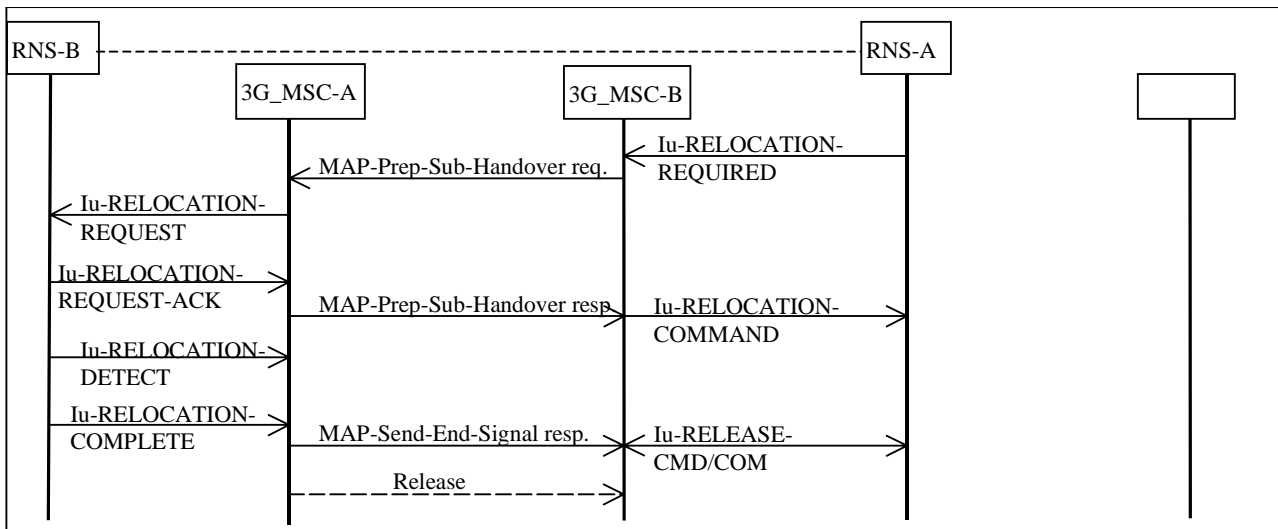 RNS-B
RNS-A
3G_MSC-A
3G_MSC-B
Iu-RELOCATION-
REQUIRED
MAP-Prep-Sub-Handover req.
Iu-RELOCATION-
REQUEST
Iu-RELOCATION-
REQUEST-ACK
MAP-Prep-Sub-Handover resp
Iu-RELOCATION-
COMMAND
Iu-RELOCATION-
DETECT
Iu-RELOCATION-
COMPLETE
MAP-Send-End-Signal resp.
Iu-RELEASE-
CMD/COM
Release